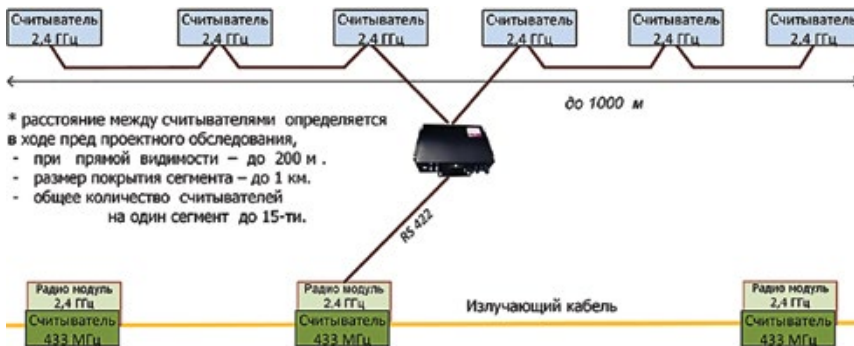 Считыватель
2,4 ГГц
Считыватель
2,4 ГГц
Считыватель
2,4 ГГц
Считыватель
2,4 ГГц
Считыватель
2,4 ГГц
Считыватель
2,4 ГГц
до 1000 м
* расстояние между считывателями определяется
в ходе пред проектного обследования,
- при прямой видимости – до 200 м .
- размер покрытия сегмента – до 1 км.
- общее количество считывателей
на один сегмент до 15-ти.
RS 422
Радио модуль
2,4 ГГц
Считыватель
433 МГц
Радио модуль
2,4 ГГц
Считыватель
433 МГц
Излучающий кабель
Радио модуль
2,4 ГГц
Считыватель
433 МГц